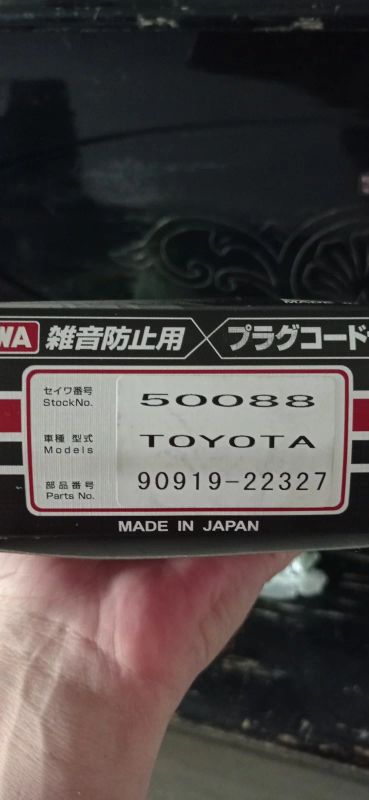 WA 雑音防止用 プラグコード
セイワ番号 50088
StockNo.
車種 型式 TOYOTA
Models
部品番号 90919-22327
Parts No.
MADE IN JAPAN